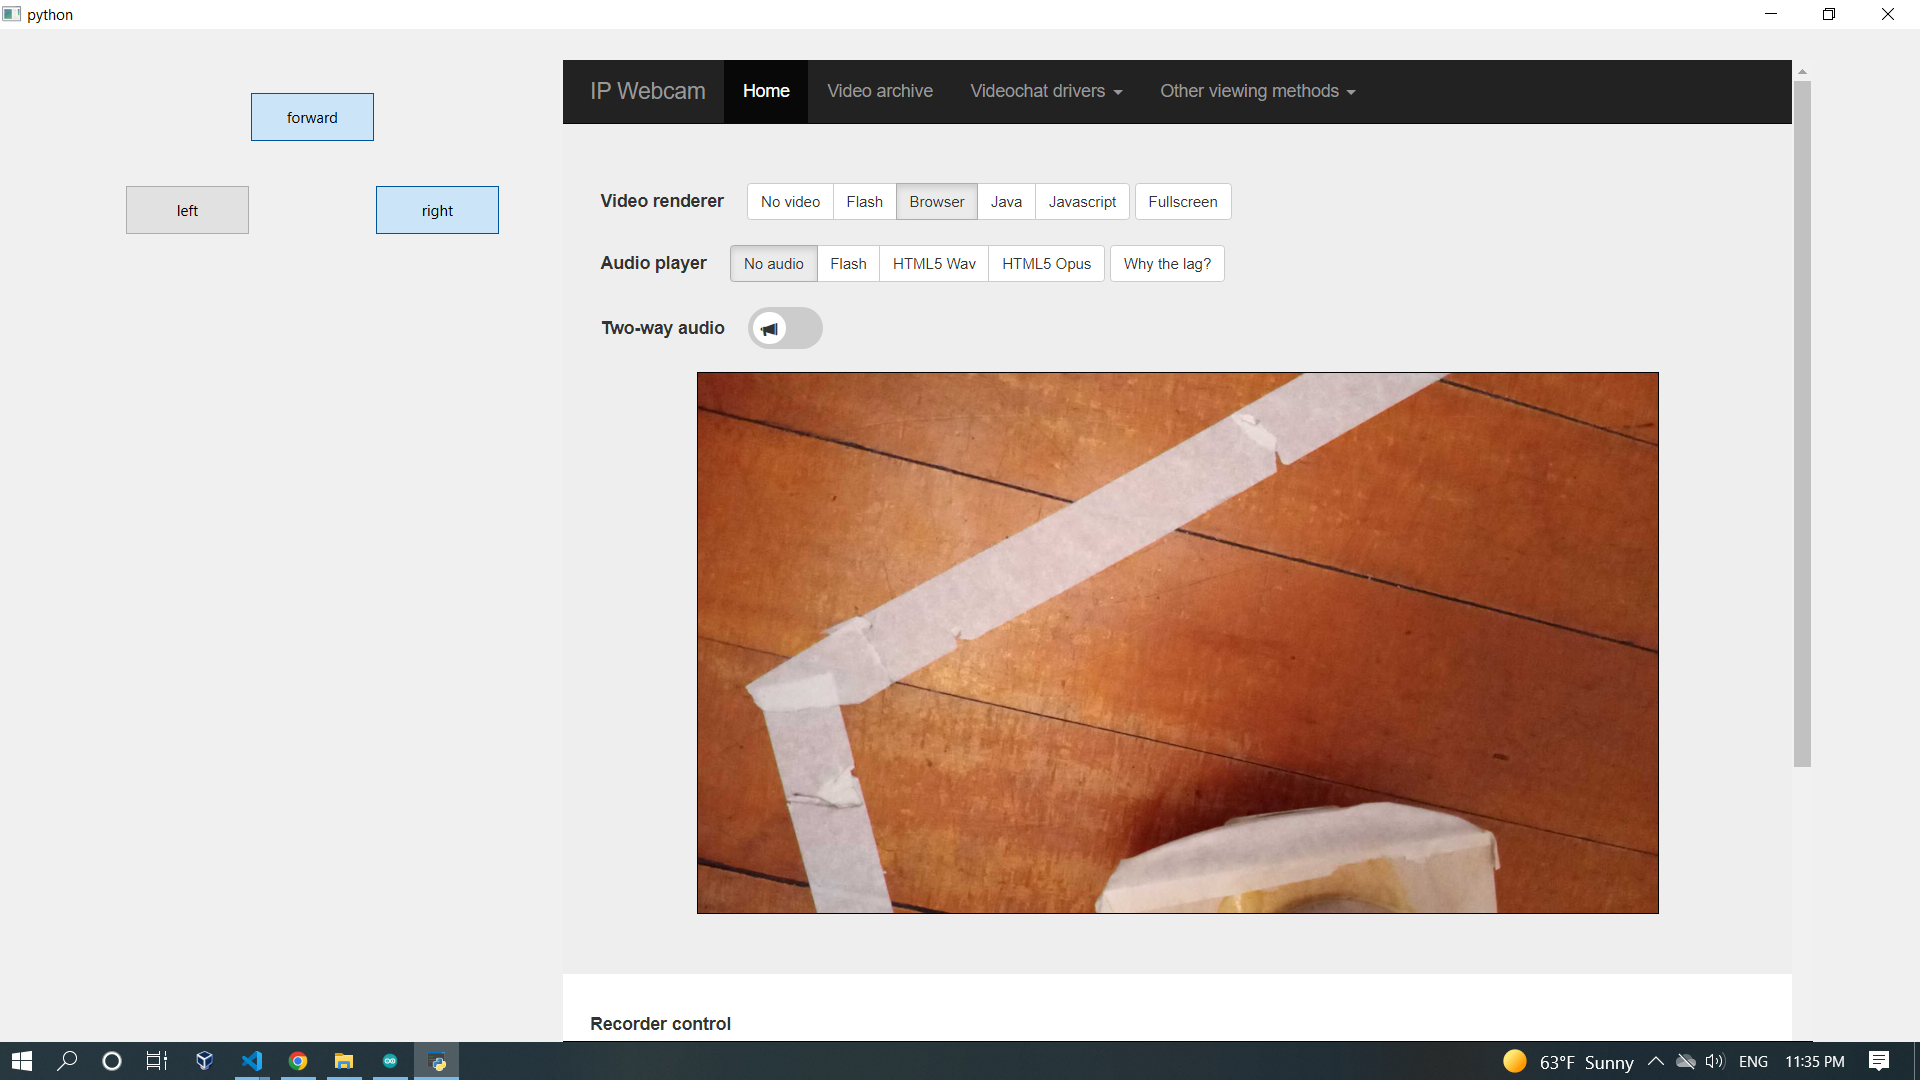 python
forward
left
right
IP Webcam Home Video archive Videochat drivers Other viewing methods
Video renderer No video Flash Browser Java Javascript Fullscreen
Audio player No audio Flash HTML5 Wav HTML5 Opus Why the lag?
Two-way audio
Recorder control
63°F Sunny ENG 11:35 PM